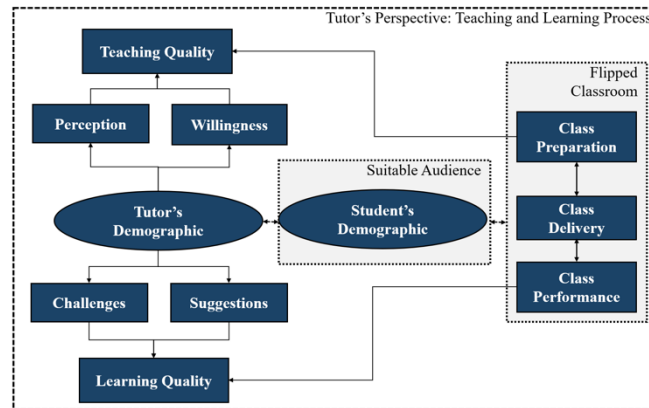 Tutor's Perspective: Teaching and Learning Process
Teaching Quality
Flipped
Classroom
Perception
Willingness
Class
Preparation
Suitable Audience
Tutor's
Demographic
Student's
Demographic
Class
Delivery
Challenges
Suggestions
Class
Performance
Learning Quality